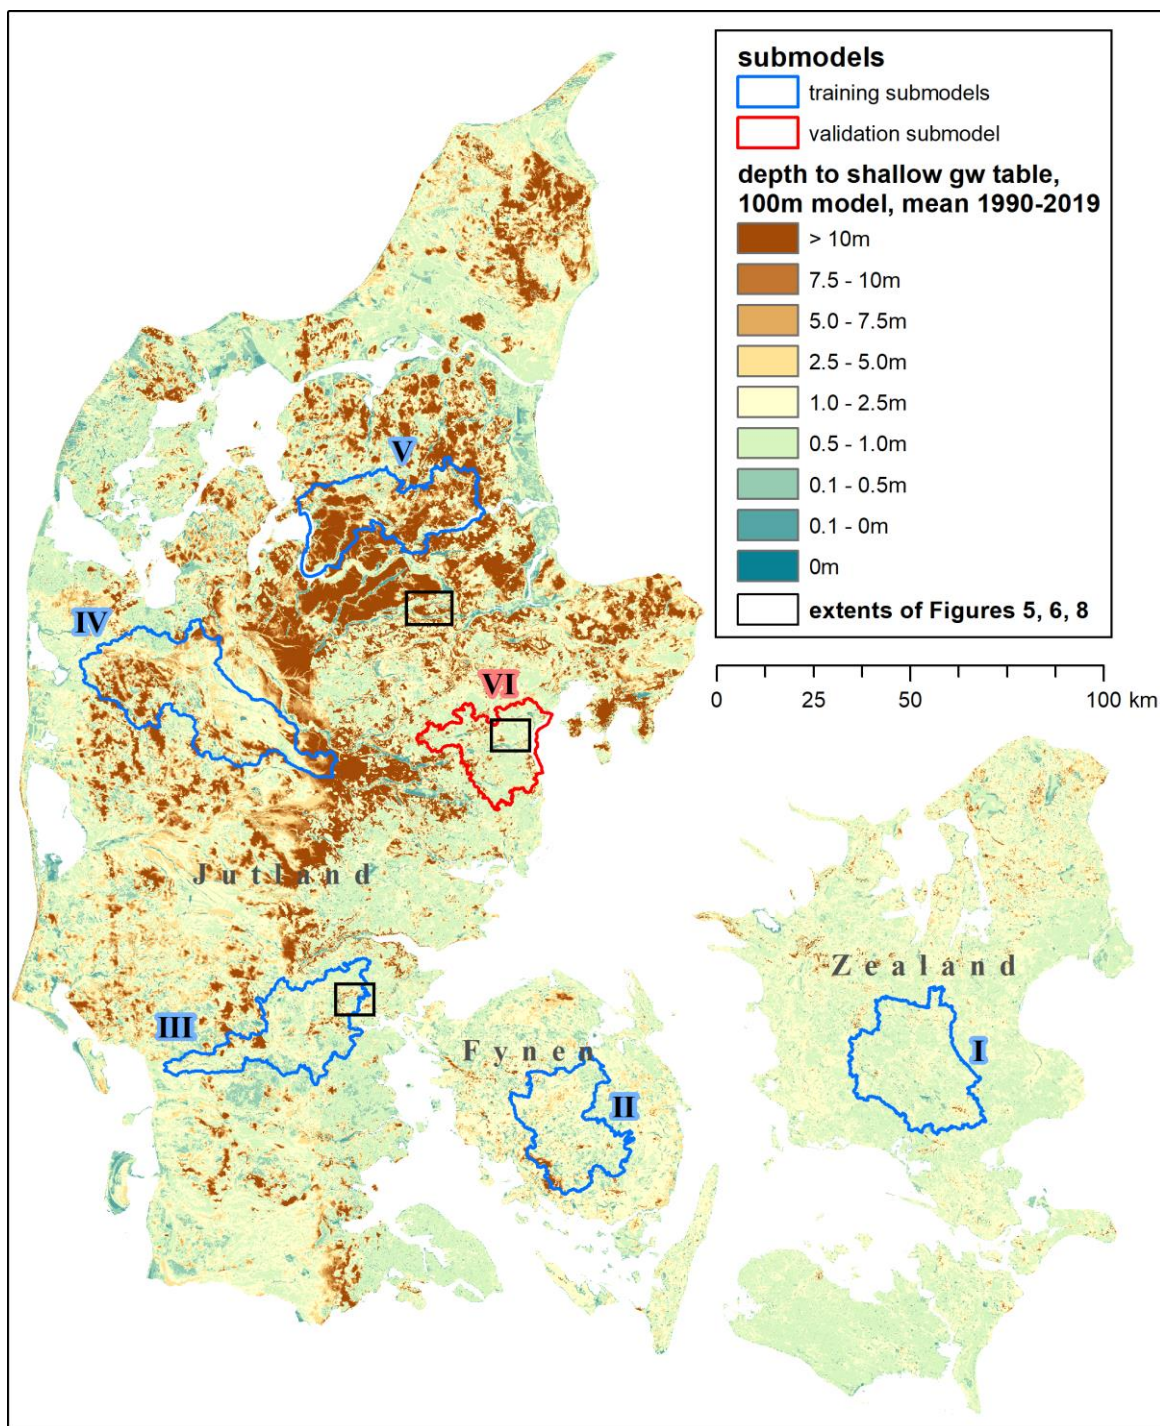 submodels
training submodels
validation submodel
depth to shallow gw table,
100m model, mean 1990-2019
> 10m
7.5 - 10m
5.0 - 7.5m
2.5 - 5.0m
1.0 - 2.5m
0.5 - 1.0m
0.1 - 0.5m
0.1 - 0m
0m
extents of Figures 5, 6, 8
0 25 50 100 km
V
IV
VI
Jutland
Zealand
III
Fynen
I
II